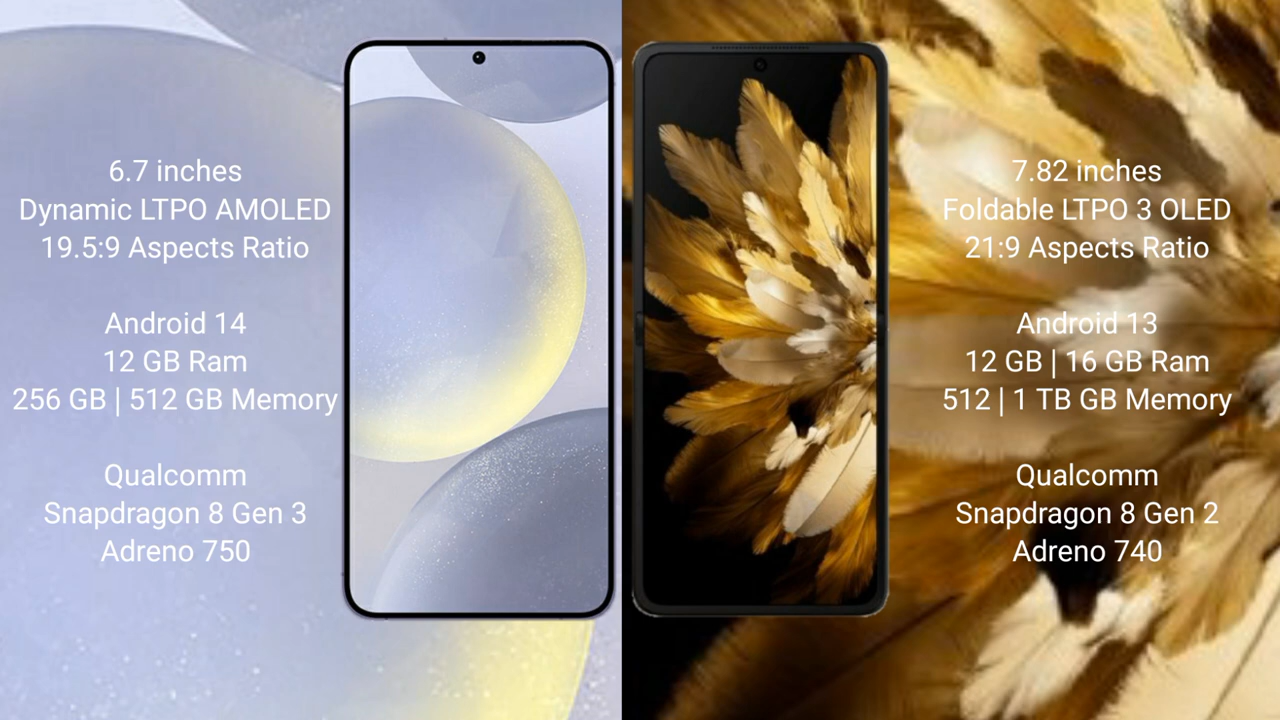 6.7 inches
Dynamic LTPO AMOLED
19.5:9 Aspects Ratio
Android 14
12 GB Ram
256 GB | 512 GB Memory
Qualcomm
Snapdragon 8 Gen 3
Adreno 750
7.82 inches
Foldable LTPO 3 OLED
21:9 Aspects Ratio
Android 13
12 GB | 16 GB Ram
512 | 1 TB GB Memory
Qualcomm
Snapdragon 8 Gen 2
Adreno 740